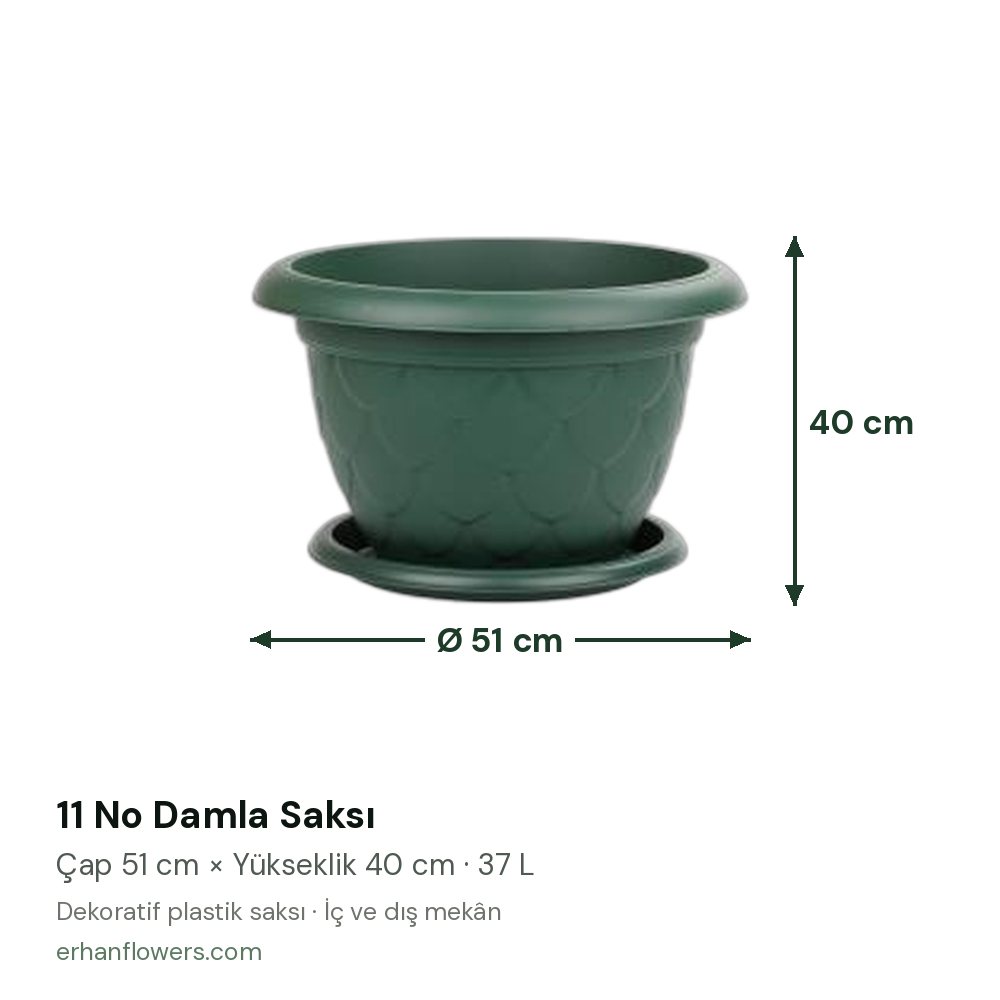 40 cm
Ø 51 cm
11 No Damla Saksı
Çap 51 cm × Yükseklik 40 cm · 37 L
Dekoratif plastik saksı · İç ve dış mekân
erhanflowers.com